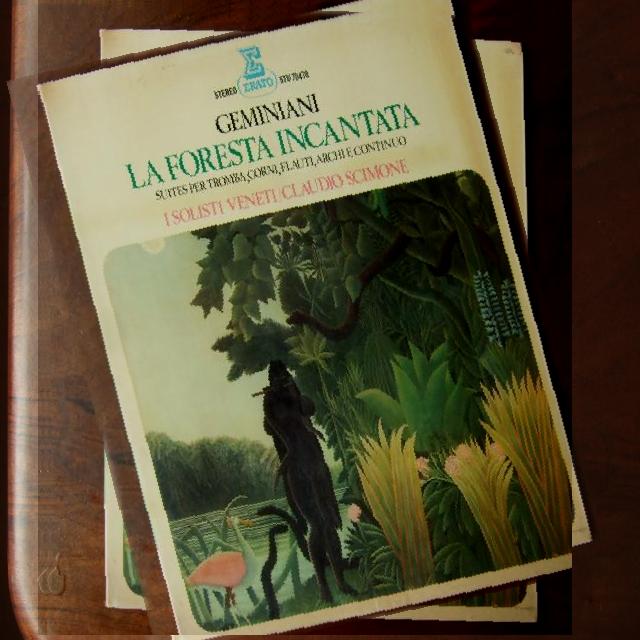 ERATO
STEREO STU 70478
GEMINIANI
LA FORESTA INCANTATA
SUITES PER TROMBA, CORNI, FLAUTI, ARCHI E CONTINUO
I SOLISTI VENETI / CLAUDIO SCIMONE